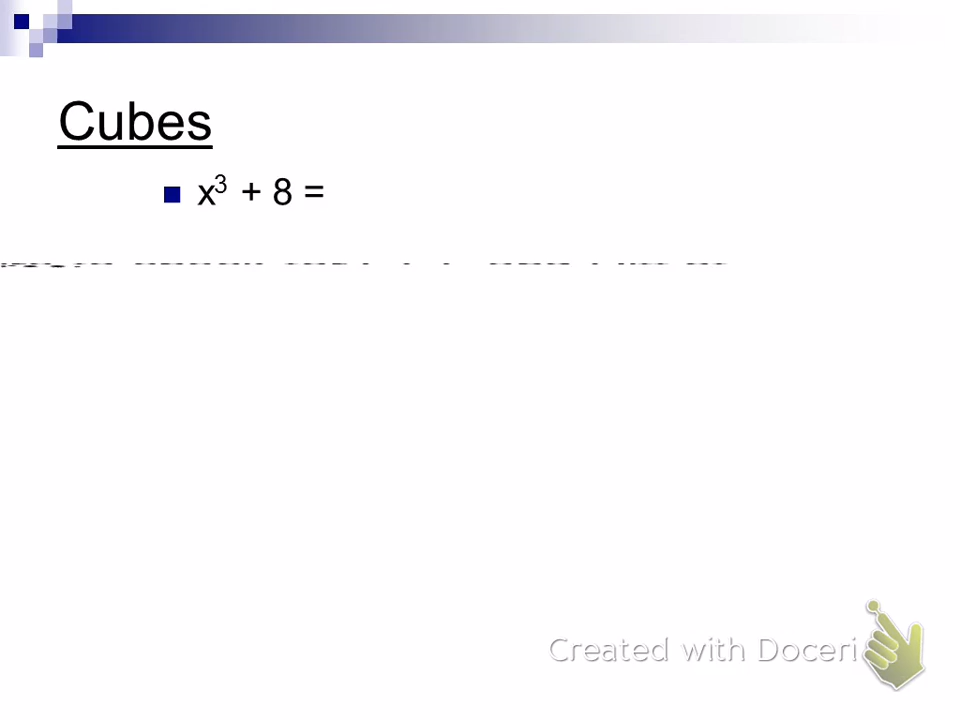 Cubes
x³ + 8 =
Created with Doceri